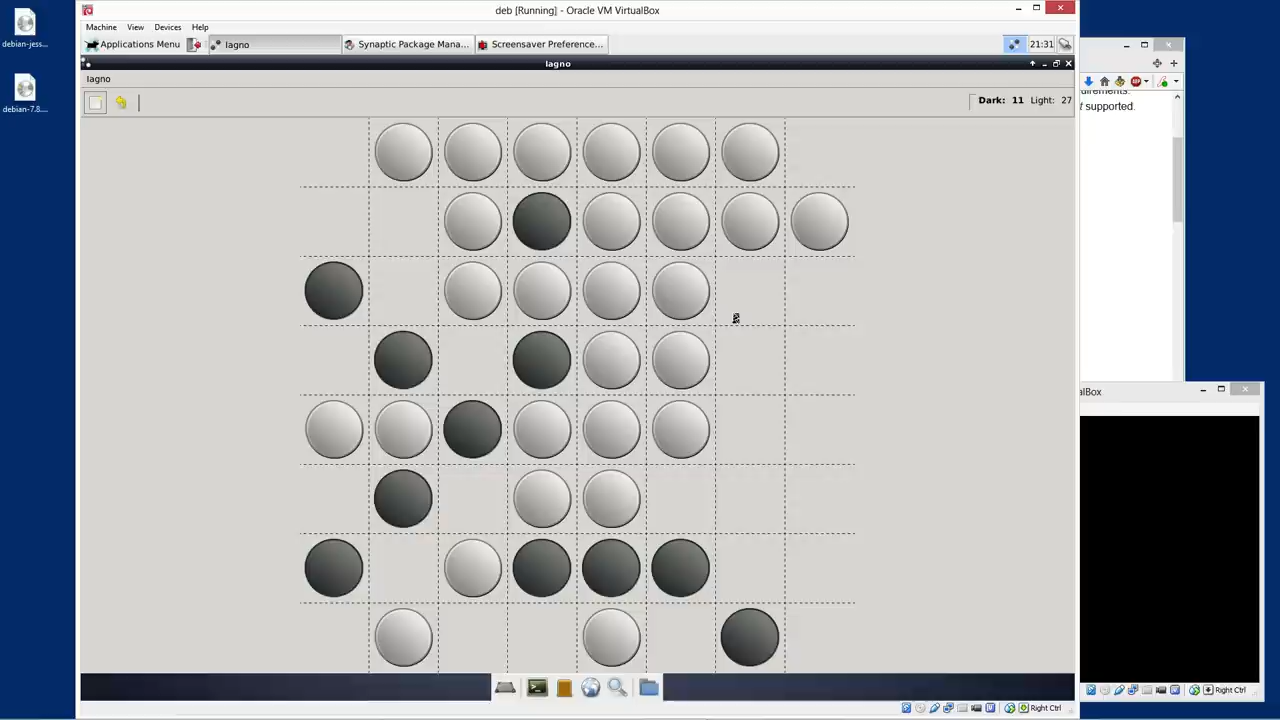 deb [Running] - Oracle VM VirtualBox
Machine View Devices Help
Applications Menu
Iagno
Synaptic Package Mana...
Screensaver Preference...
21:31
Iagno
Iagno
Dark: 11 Light: 27
debian-jess...
debian-7.8....
supported.
alBox
Right Ctrl
Right Ctrl